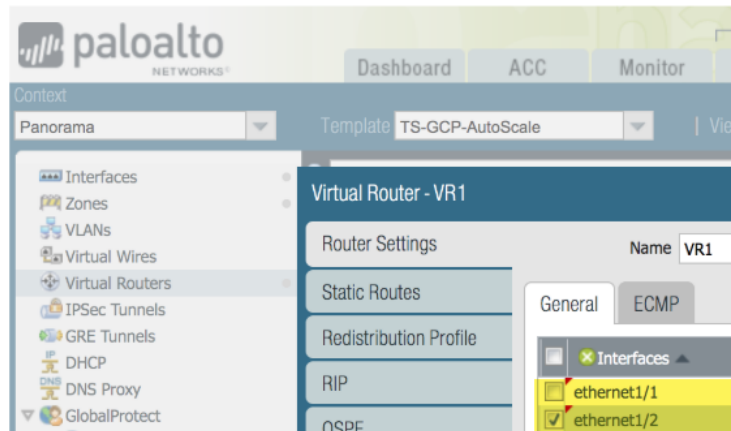 paloalto
NETWORKS®
Dashboard ACC Monitor
Context
Panorama Template TS-GCP-AutoScale | Vie
Interfaces
Zones
VLANs
Virtual Wires
Virtual Routers
IPSec Tunnels
GRE Tunnels
DHCP
DNS Proxy
GlobalProtect
Virtual Router - VR1
Router Settings
Static Routes
Redistribution Profile
RIP
OSPF
Name VR1
General ECMP
Interfaces
ethernet1/1
ethernet1/2